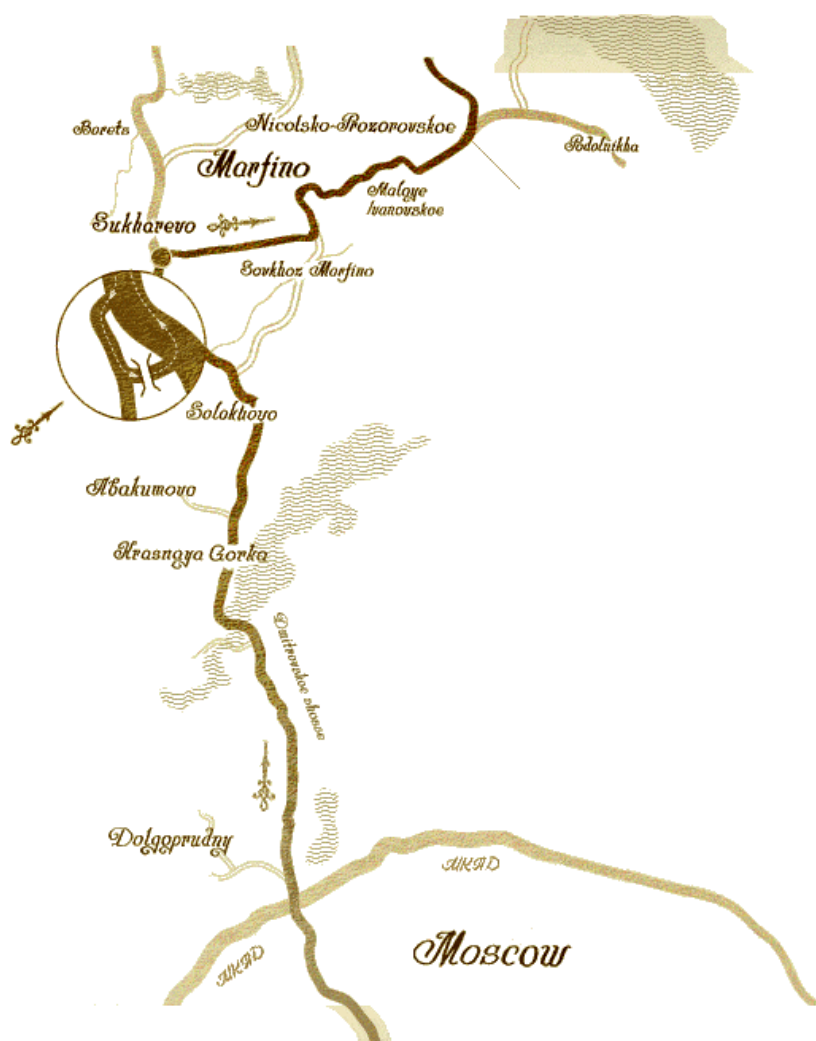 Nicolsko-Prozorovskoe
Borets
Podolnikha
Marfino
Maloye
Ivanovskoe
Sukharevo
Sovkhoz Marfino
Solokhovo
Abakumovo
Krasnaya Gorka
Dmitrovskoe shosse
Dolgoprudny
MKAD
Moscow
MKAD